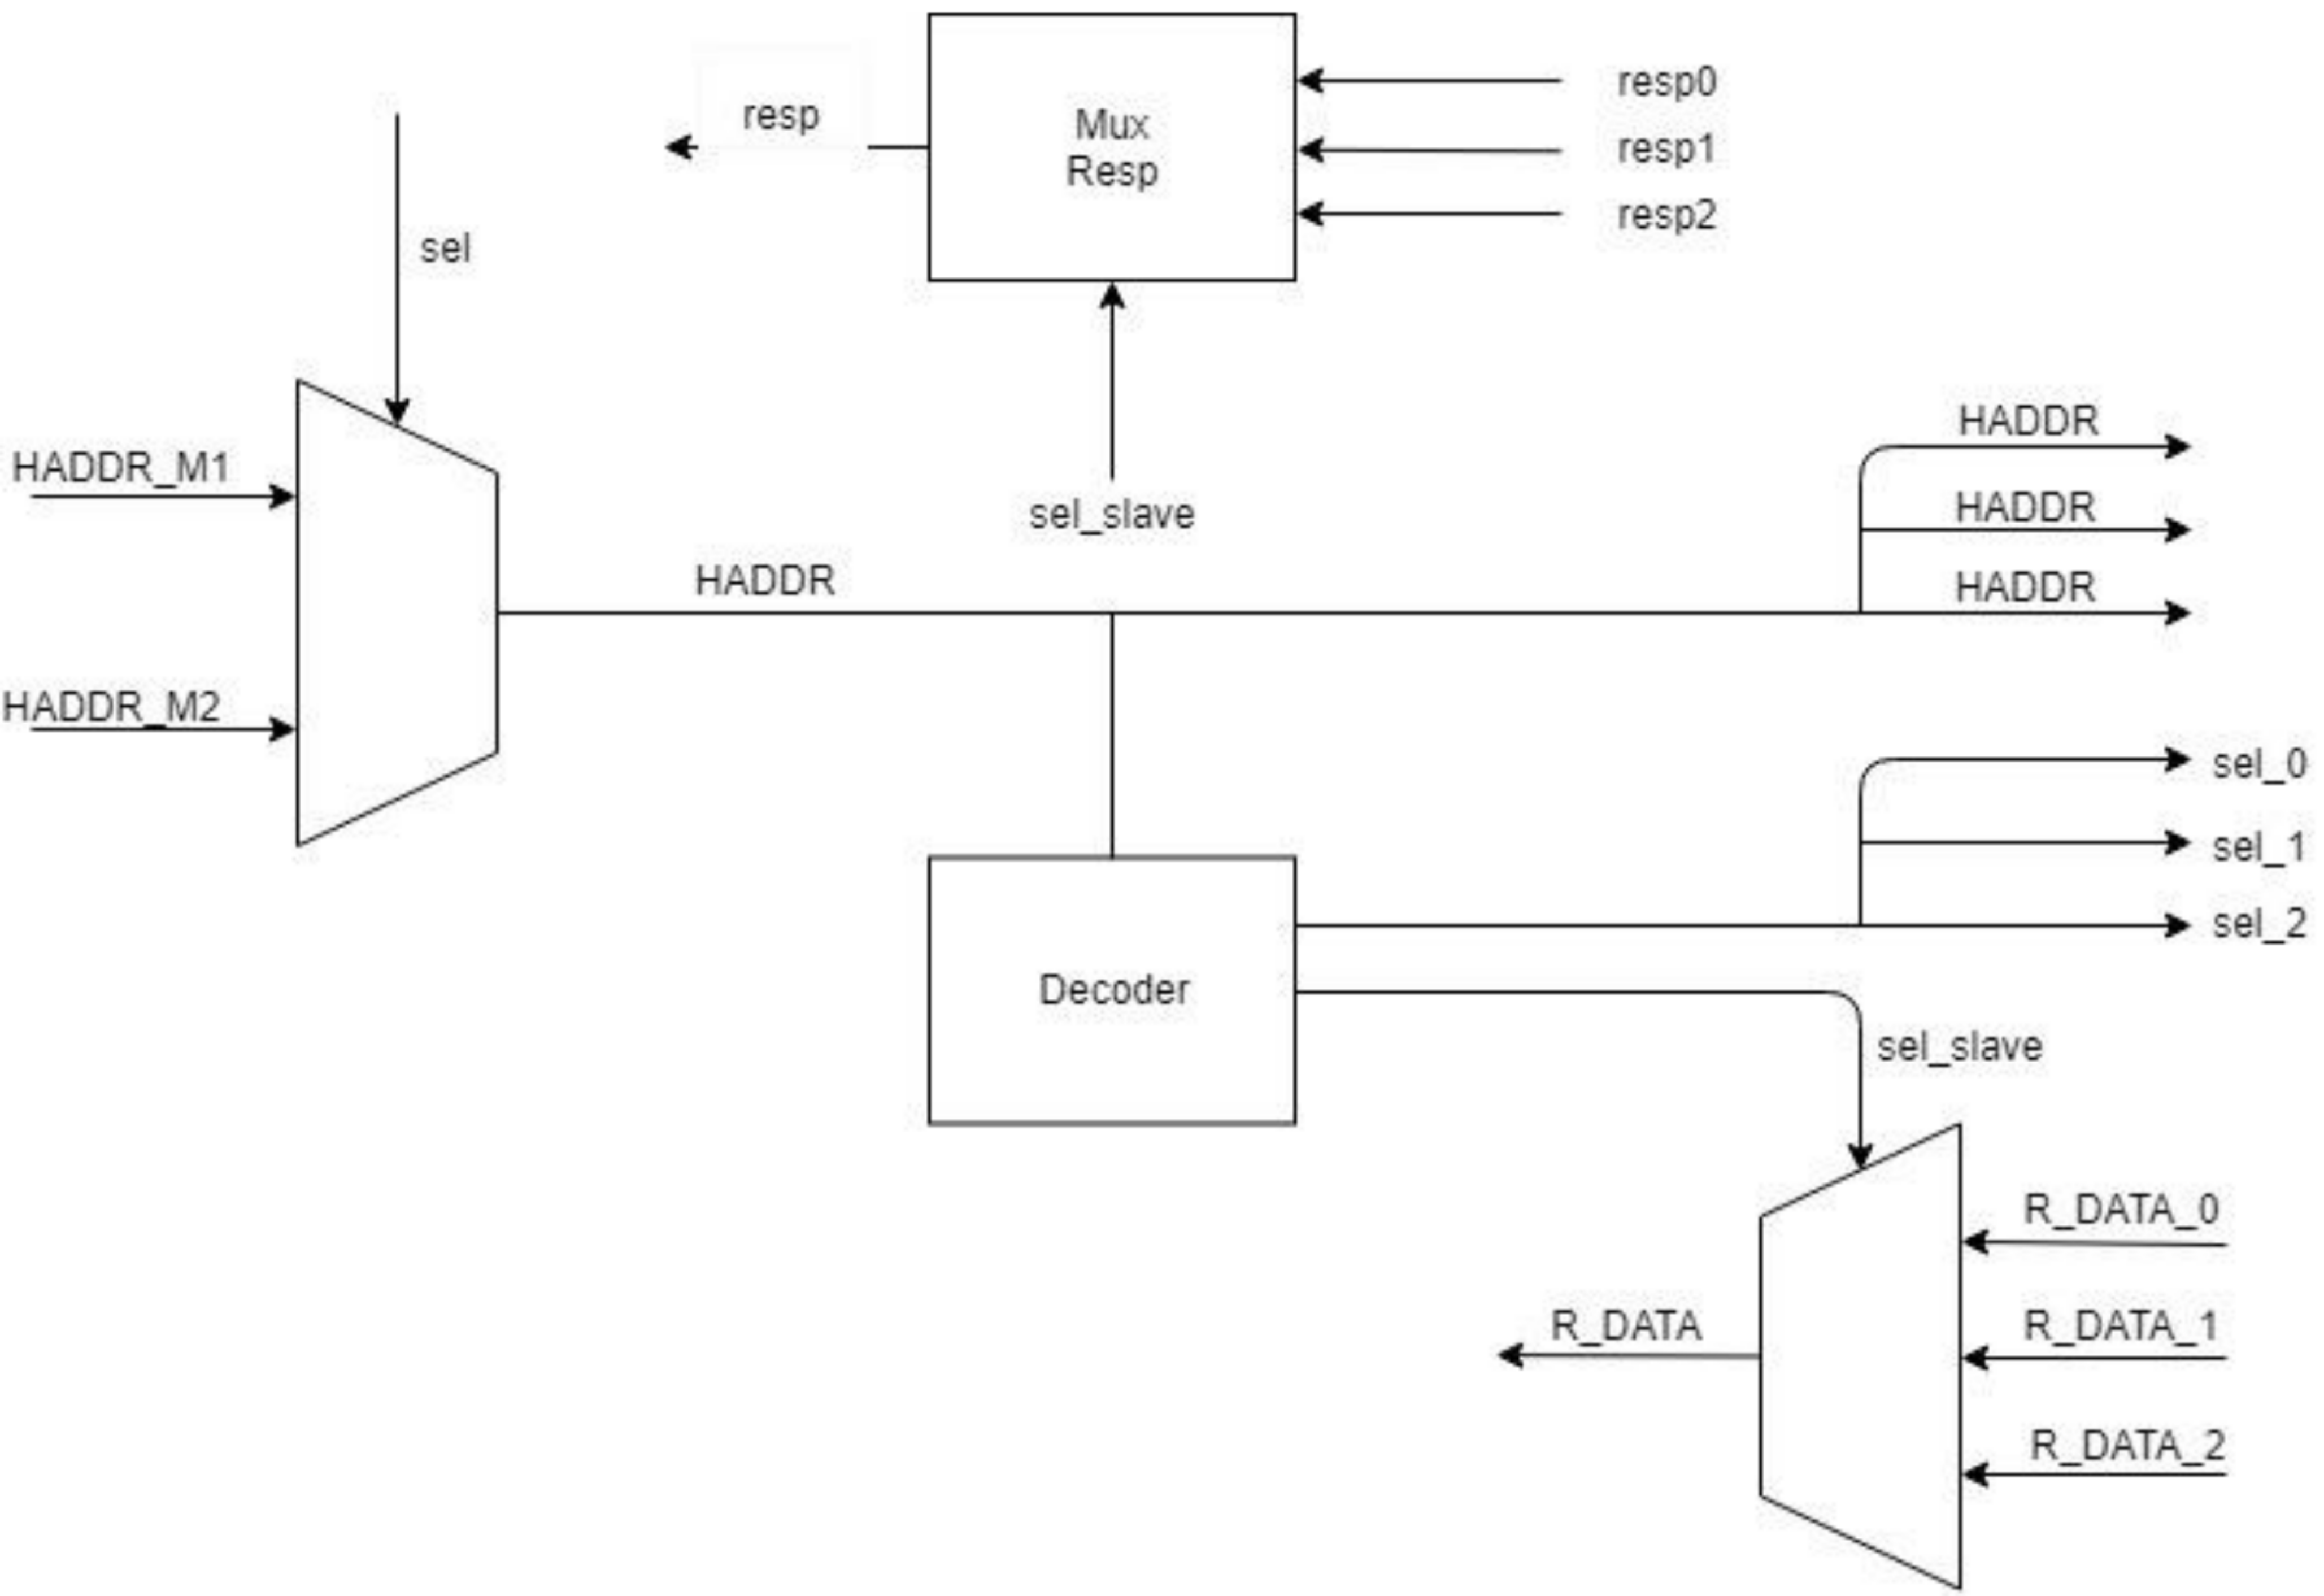 resp
Mux
Resp
resp0
resp1
resp2
sel
HADDR_M1
sel_slave
HADDR
HADDR
HADDR
HADDR
HADDR_M2
sel_0
sel_1
sel_2
Decoder
sel_slave
R_DATA_0
R_DATA
R_DATA_1
R_DATA_2